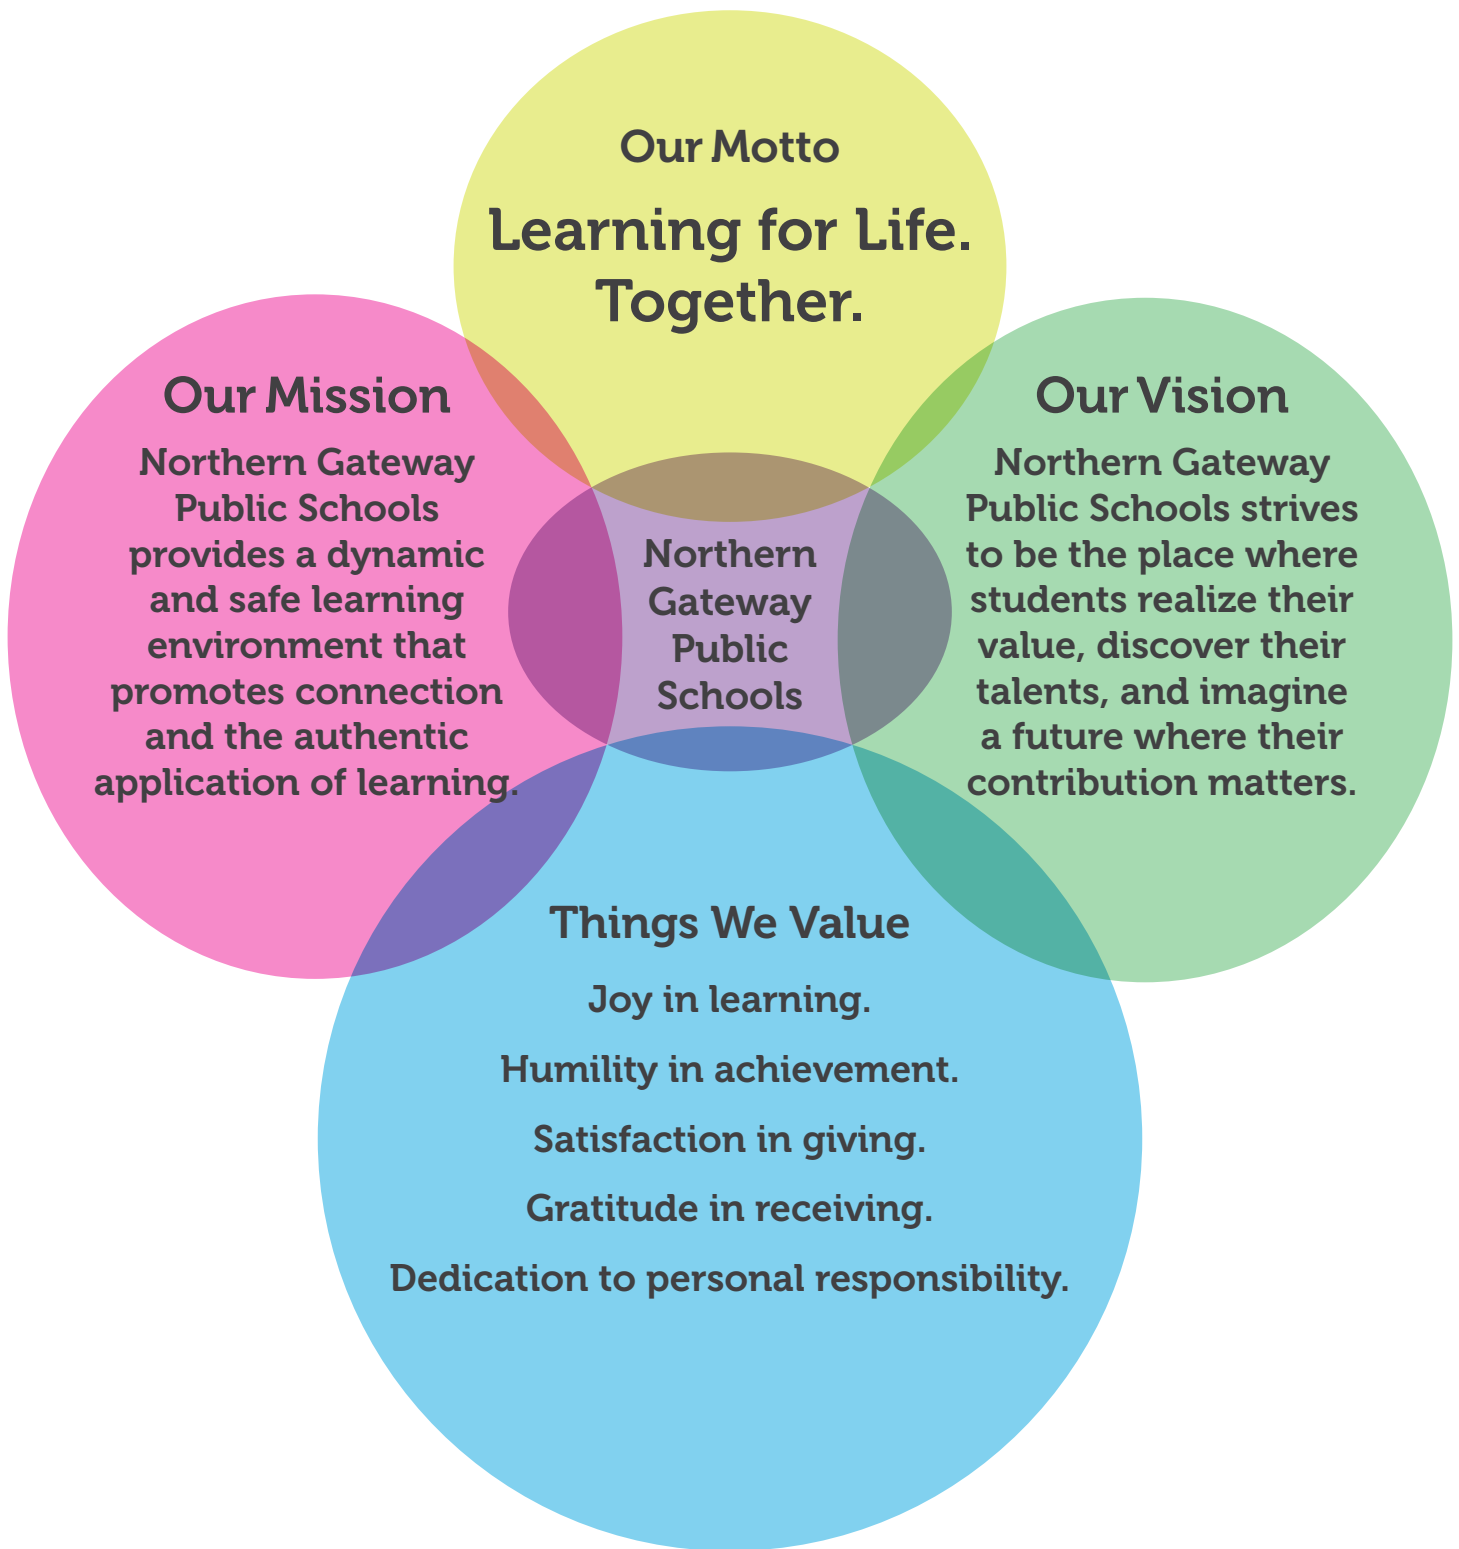 Our Motto
Learning for Life.
Together.
Our Mission
Northern Gateway
Public Schools
provides a dynamic
and safe learning
environment that
promotes connection
and the authentic
application of learning.
Northern
Gateway
Public
Schools
Our Vision
Northern Gateway
Public Schools strives
to be the place where
students realize their
value, discover their
talents, and imagine
a future where their
contribution matters.
Things We Value
Joy in learning.
Humility in achievement.
Satisfaction in giving.
Gratitude in receiving.
Dedication to personal responsibility.